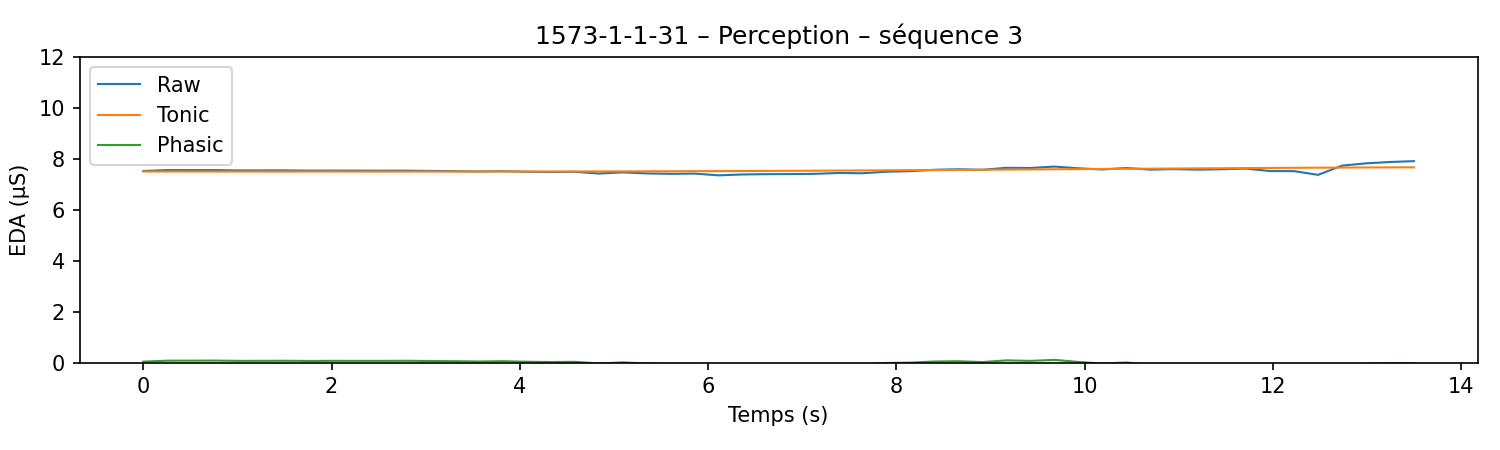 1573-1-1-31 – Perception – séquence 3
Raw
Tonic
Phasic
EDA (µS)
12
10
8
6
4
2
0
0 2 4 6 8 10 12 14
Temps (s)